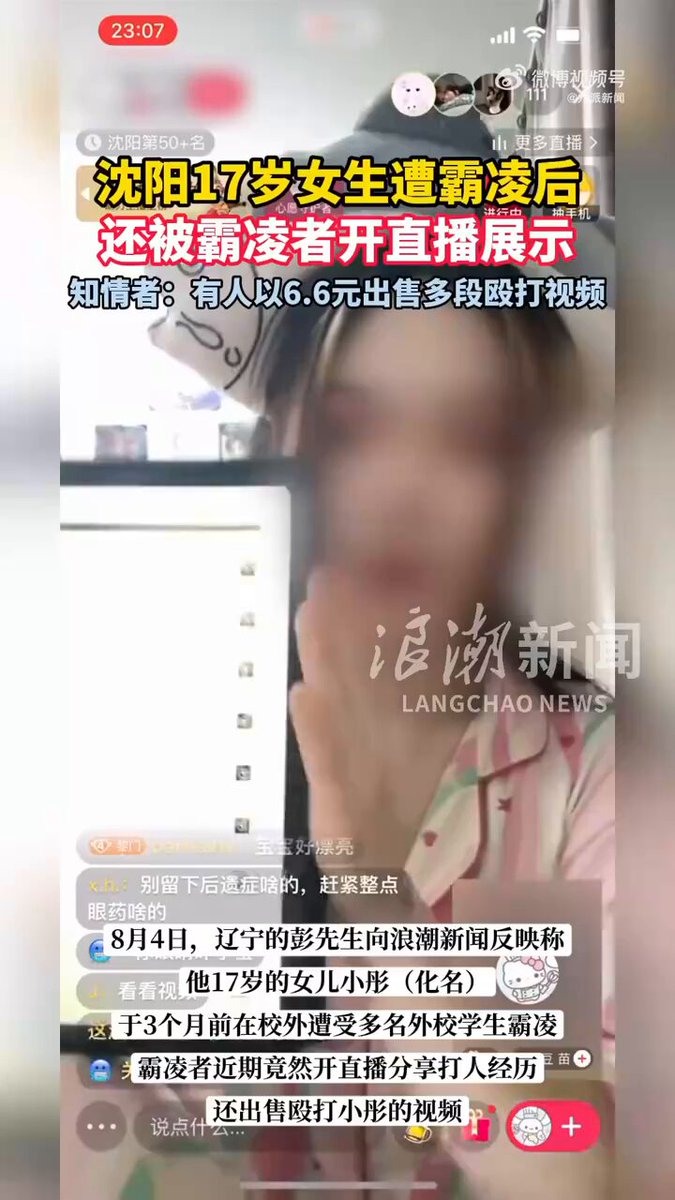 23:07
微博视频号
111
沈阳第50+名
更多直播
沈阳17岁女生遭霸凌后
还被霸凌者开直播展示
知情者：有人以6.6元出售多段殴打视频
浪潮新闻
LANGCHAO NEWS
宝宝好漂亮
别留下后遗症啥的，赶紧整点
眼药啥的
8月4日，辽宁的彭先生向浪潮新闻反映称
他17岁的女儿小彤（化名）
看看视频
于3个月前在校外遭受多名外校学生霸凌
霸凌者近期竟然开直播分享打人经历
还出售殴打小彤的视频
说点什么...